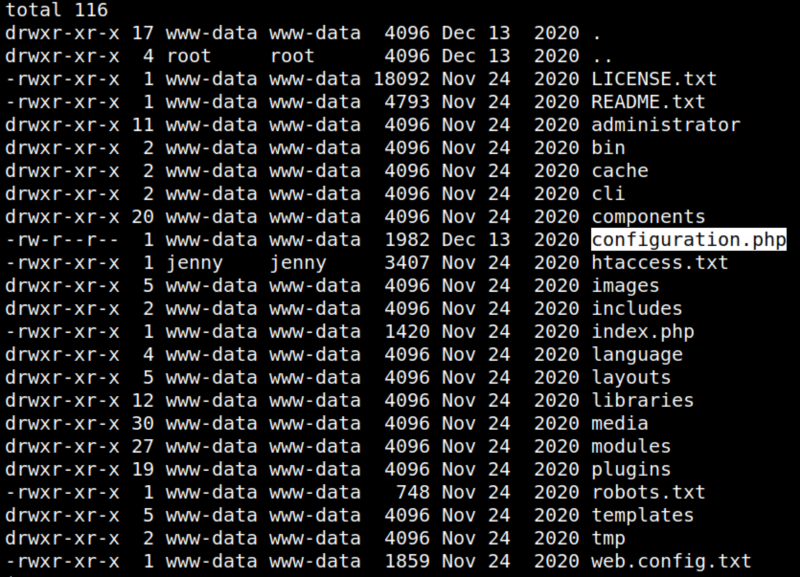 total 116
drwxr-xr-x 17 www-data www-data  4096 Dec 13  2020 .
drwxr-xr-x  4 root     root      4096 Dec 13  2020 ..
-rwxr-xr-x  1 www-data www-data 18092 Nov 24  2020 LICENSE.txt
-rwxr-xr-x  1 www-data www-data  4793 Nov 24  2020 README.txt
drwxr-xr-x 11 www-data www-data  4096 Nov 24  2020 administrator
drwxr-xr-x  2 www-data www-data  4096 Nov 24  2020 bin
drwxr-xr-x  2 www-data www-data  4096 Nov 24  2020 cache
drwxr-xr-x  2 www-data www-data  4096 Nov 24  2020 cli
drwxr-xr-x 20 www-data www-data  4096 Nov 24  2020 components
-rw-r--r--  1 www-data www-data  1982 Dec 13  2020 configuration.php
-rwxr-xr-x  1 jenny    jenny     3407 Nov 24  2020 htaccess.txt
drwxr-xr-x  5 www-data www-data  4096 Nov 24  2020 images
drwxr-xr-x  2 www-data www-data  4096 Nov 24  2020 includes
-rwxr-xr-x  1 www-data www-data  1420 Nov 24  2020 index.php
drwxr-xr-x  4 www-data www-data  4096 Nov 24  2020 language
drwxr-xr-x  5 www-data www-data  4096 Nov 24  2020 layouts
drwxr-xr-x 12 www-data www-data  4096 Nov 24  2020 libraries
drwxr-xr-x 30 www-data www-data  4096 Nov 24  2020 media
drwxr-xr-x 27 www-data www-data  4096 Nov 24  2020 modules
drwxr-xr-x 19 www-data www-data  4096 Nov 24  2020 plugins
-rwxr-xr-x  1 www-data www-data   748 Nov 24  2020 robots.txt
drwxr-xr-x  5 www-data www-data  4096 Nov 24  2020 templates
drwxr-xr-x  2 www-data www-data  4096 Nov 24  2020 tmp
-rwxr-xr-x  1 www-data www-data  1859 Nov 24  2020 web.config.txt